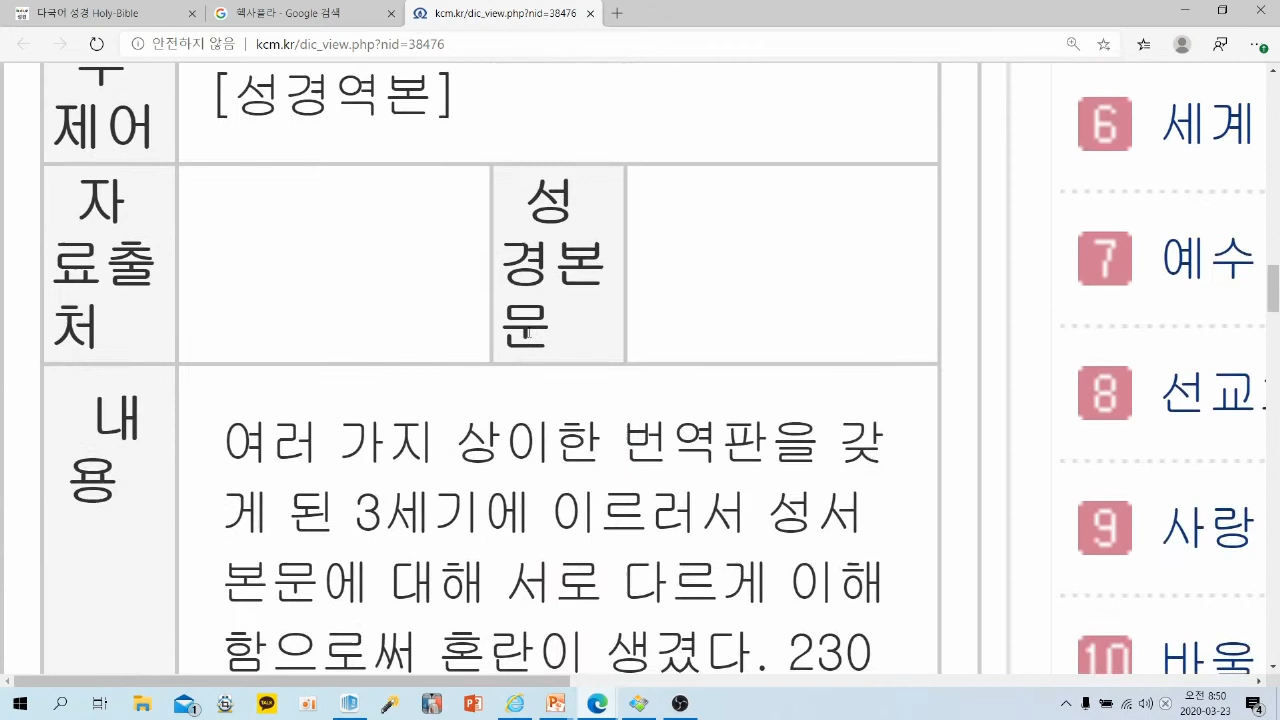 다국어 성경 Holy-Bible
헥사플라 - Google 검색
kcm.kr/dic_view.php?nid=38476
안전하지 않음
kcm.kr/dic_view.php?nid=38476
제어
[성경역본]
자
료출
처
성
경본
문
내
용
여러 가지 상이한 번역판을 갖
게 된 3세기에 이르러서 성서
본문에 대해 서로 다르게 이해
함으로써 혼란이 생겼다. 230
6 세계
7 예수
8 선교
9 사랑
10 바울
TALK
오전 8:50
2020-03-23
4